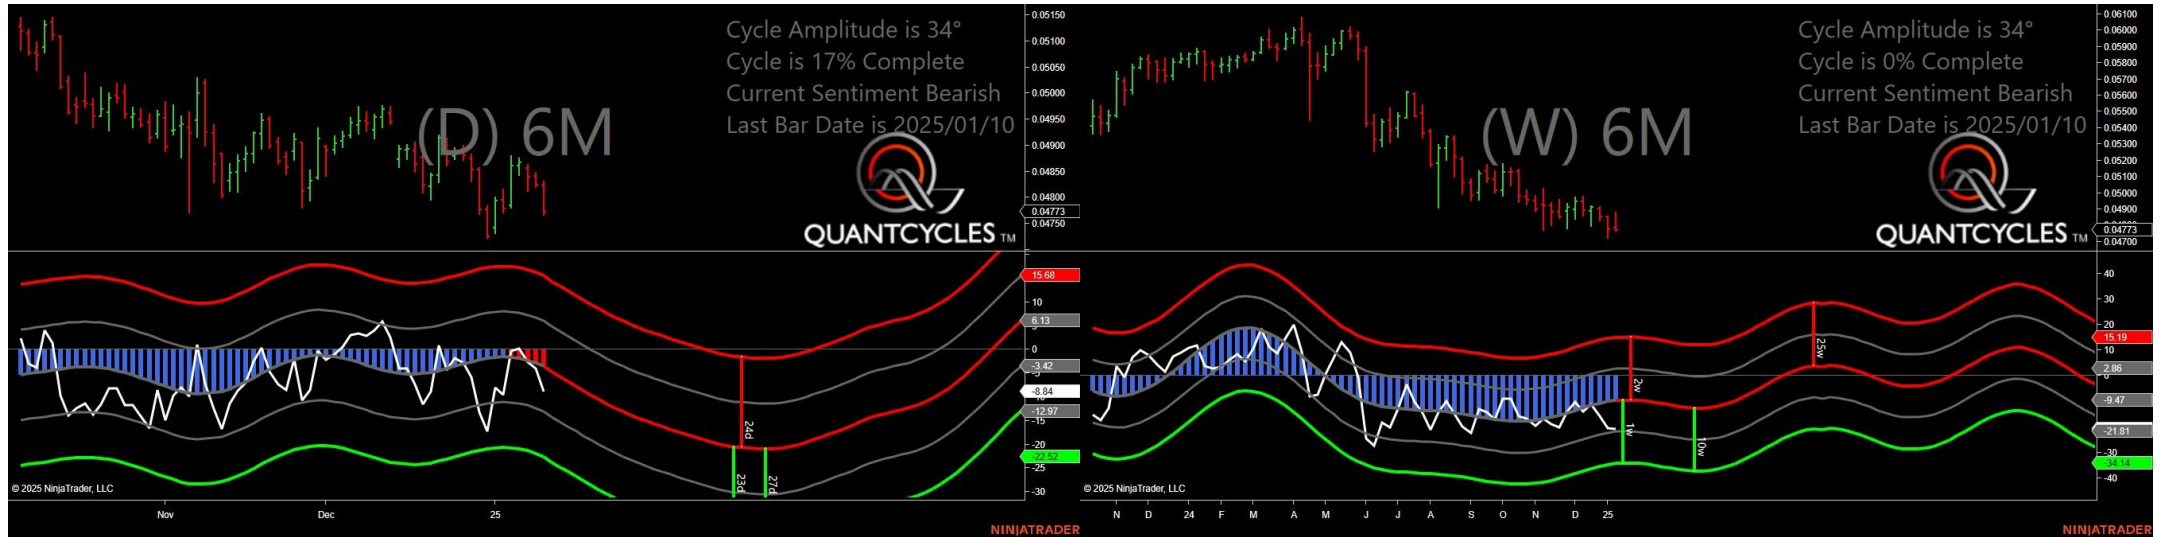 Cycle Amplitude is 34°
Cycle is 17% Complete
Current Sentiment Bearish
Last Bar Date is 2025/01/10
(D) 6M
QUANTCYCLES TM
0.05150
0.05100
0.05050
0.05000
0.04950
0.04900
0.04850
0.04800
0.04773
0.04750
15.68
10
6.13
0
-3.42
-8.84
-12.97
-15
-20
-22.52
-25
-30
24d
23d
27d
© 2025 NinjaTrader, LLC
Nov
Dec
25
NINJATRADER
Cycle Amplitude is 34°
Cycle is 0% Complete
Current Sentiment Bearish
Last Bar Date is 2025/01/10
(W) 6M
QUANTCYCLES TM
0.06100
0.06000
0.05900
0.05800
0.05700
0.05600
0.05500
0.05400
0.05300
0.05200
0.05100
0.05000
0.04900
0.04773
0.04700
40
30
20
15.19
10
2.86
0
-9.47
-21.81
-30
-34.14
-40
2w
1w
10w
25w
© 2025 NinjaTrader, LLC
N D 24 F M A M J J A S O N D 25
NINJATRADER